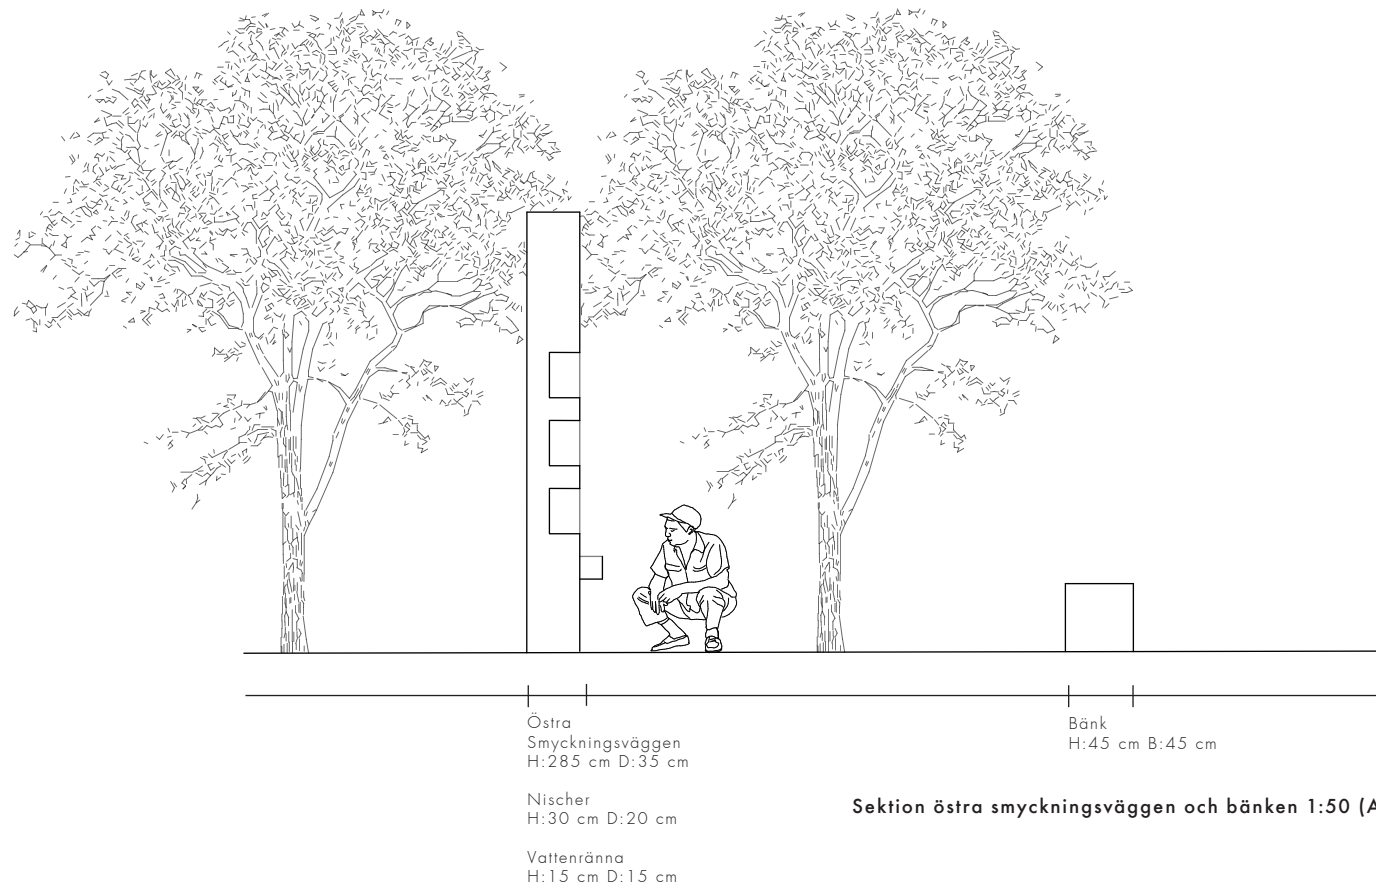 Östra
Smyckningsväggen
H:285 cm D:35 cm
Nischer
H:30 cm D:20 cm
Vattenränna
H:15 cm D:15 cm
Bänk
H:45 cm B:45 cm
Sektion östra smyckningsväggen och bänken 1:50 (A